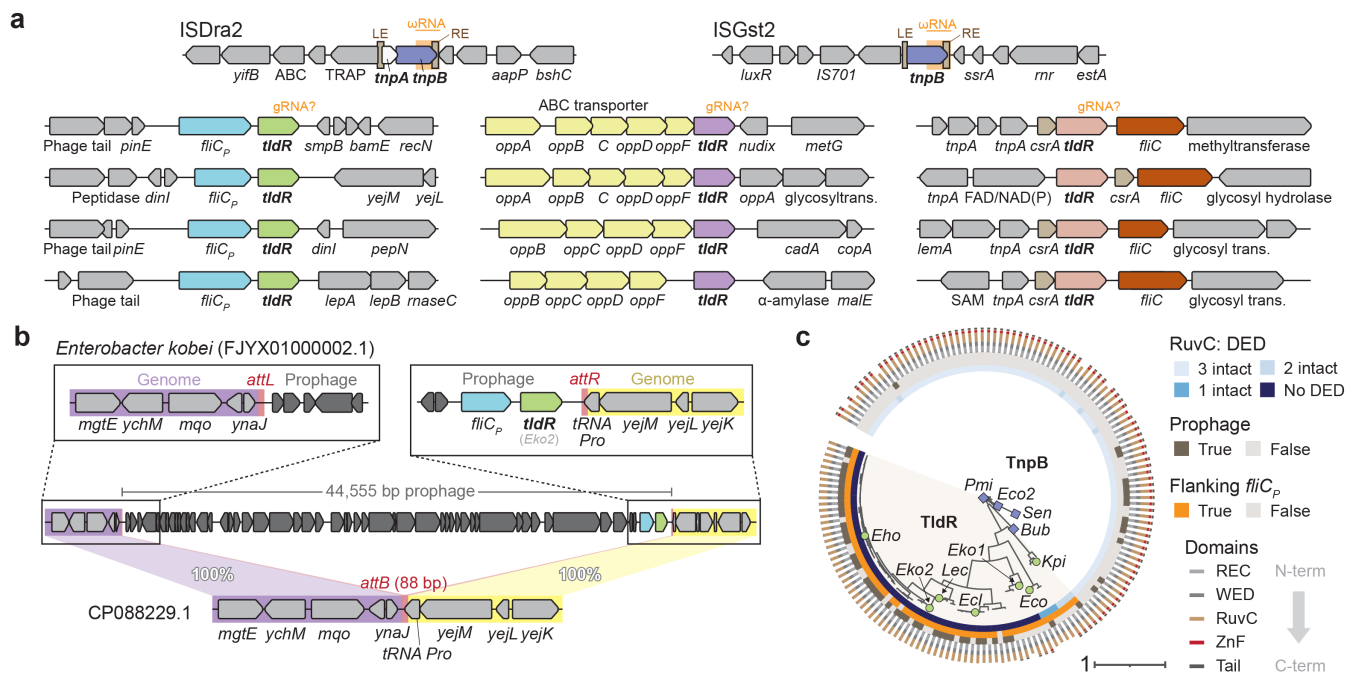 a
ISDra2
LE
ωRNA
RE
yifB ABC TRAP tnpA tnpB aapP bshC
ISGst2
LE
ωRNA
RE
luxR IS701 tnpB ssrA rnr estA
gRNA?
Phage tail pinE fliCP tldR smpB bamE recN
Peptidase dinI fliCP tldR yejM yejL
Phage tail pinE fliCP tldR dinI pepN
Phage tail fliCP tldR lepA lepB rnaseC
ABC transporter gRNA?
oppA oppB C oppD oppF tldR nudix metG
oppA oppB C oppD oppF tldR oppA glycosyltrans.
oppB oppC oppD oppF tldR cadA copA
oppB oppC oppD oppF tldR α-amylase malE
gRNA?
tnpA tnpA csrA tldR fliC methyltransferase
tnpA FAD/NAD(P) tldR csrA fliC glycosyl hydrolase
lemA tnpA csrA tldR fliC glycosyl trans.
SAM tnpA csrA tldR fliC glycosyl trans.
b
Enterobacter kobei (FJYX01000002.1)
Genome attL Prophage
mgtE ychM mqo ynaJ
Prophage attR Genome
fliCP tldR tRNA yejM yejL yejK
(Eko2) Pro
44,555 bp prophage
100% 100%
attB (88 bp)
CP088229.1
mgtE ychM mqo ynaJ yejM yejL yejK
tRNA Pro
c
TnpB
Pmi
Eco2
Sen
Bub
TldR
Eho
Eko1
Kpi
Eko2
Lec
Ecl
Eco
1
RuvC: DED
3 intact 2 intact
1 intact No DED
Prophage
True False
Flanking fliCP
True False
Domains
REC N-term
WED
RuvC
ZnF
Tail C-term